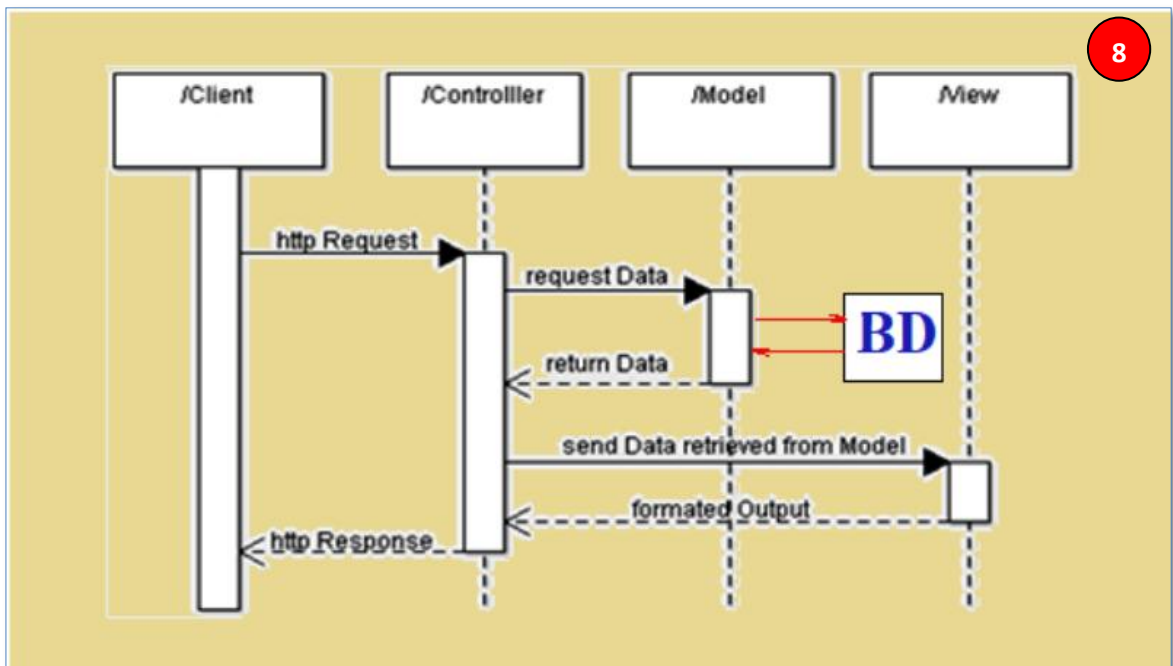 8
/Client
/Controlller
/Model
/View
http Request
request Data
BD
return Data
send Data retrieved from Model
formated Output
http Response